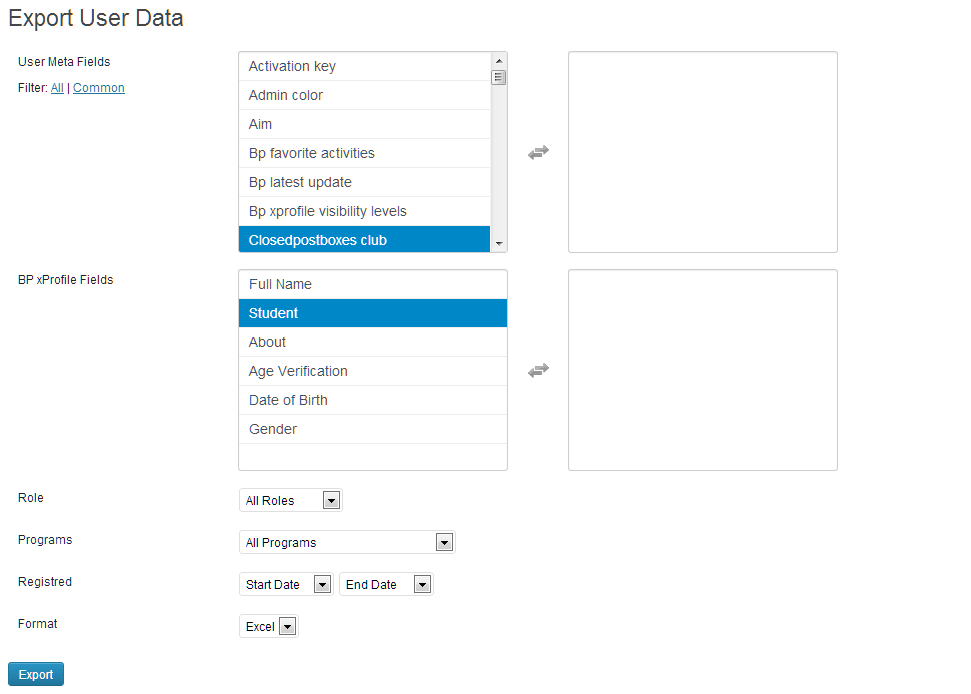 Export User Data
User Meta Fields
Filter: All | Common
Activation key
Admin color
Aim
Bp favorite activities
Bp latest update
Bp xprofile visibility levels
Closedpostboxes club
BP xProfile Fields
Full Name
Student
About
Age Verification
Date of Birth
Gender
Role
All Roles
Programs
All Programs
Registred
Start Date
End Date
Format
Excel
Export